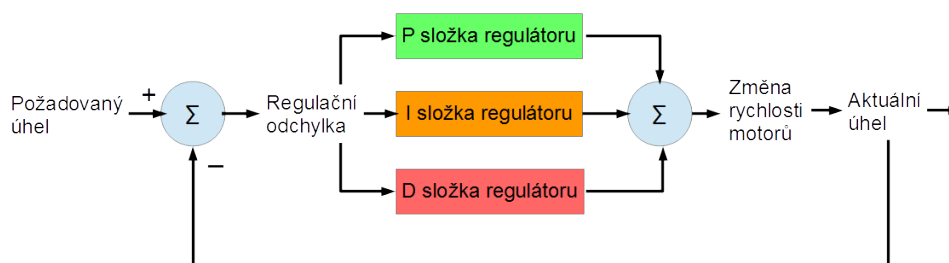 Požadovaný
úhel
+
Σ
−
Regulační
odchylka
P složka regulátoru
I složka regulátoru
D složka regulátoru
Σ
Změna
rychlosti
motorů
Aktuální
úhel